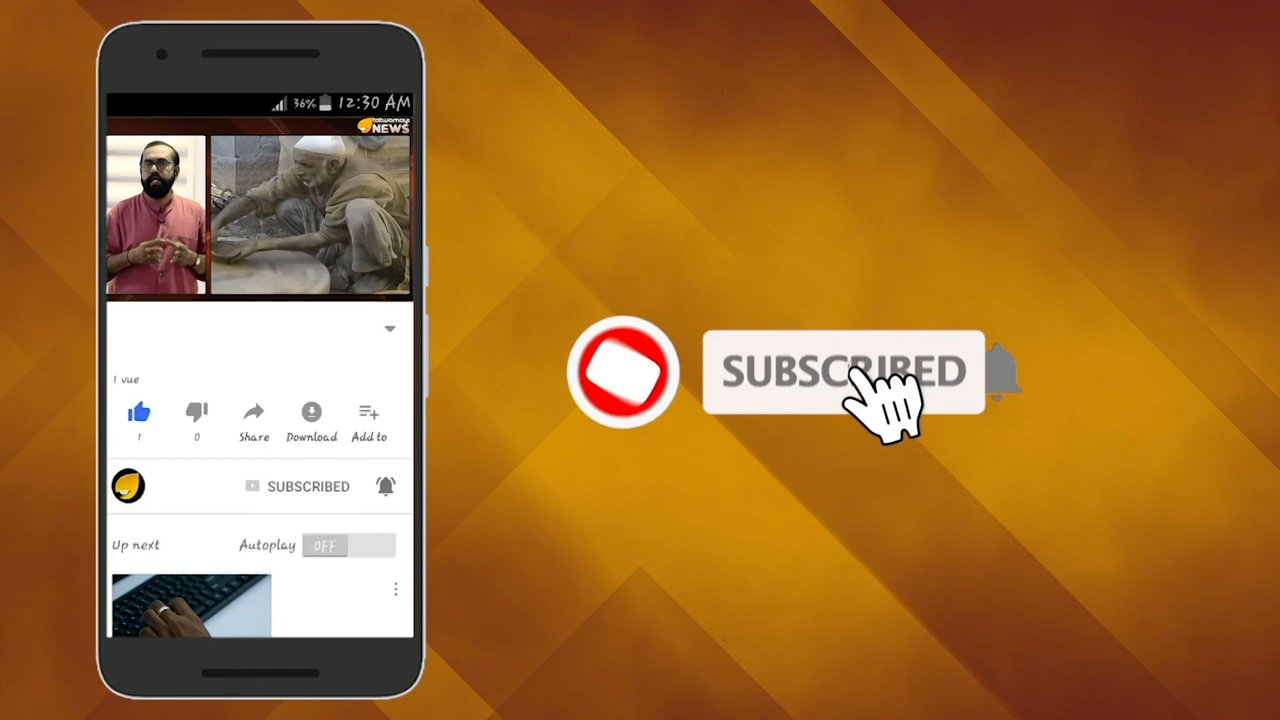 36% 12:30 AM
tatwamayi
NEWS
1 vue
1
0
Share
Download
Add to
SUBSCRIBED
Up next
Autoplay
OFF
SUBSCRIBED